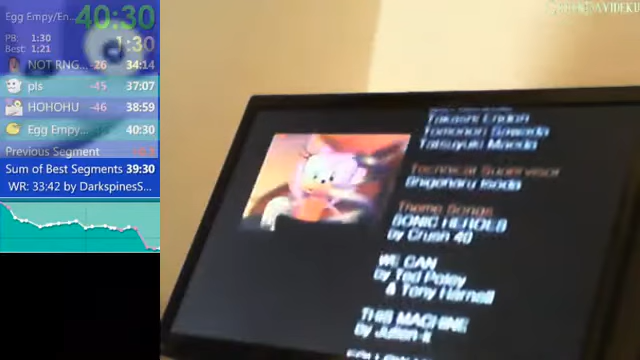 Egg Empy/En...
40:30
PB: 1:30
Best: 1:21
1:30
NOT RNG... -26 34:14
pls -45 37:07
HOHOHU -46 38:59
Egg Empy... 40:30
Previous Segment
Sum of Best Segments 39:30
WR: 33:42 by DarkspinesS...
Takashi
Tomonori Sawada
Tatsuyuki Maeda
Technical Supervisor
Shigeharu Isoda
Theme Songs
SONIC HEROES
by Crush 40
WE CAN
by Ted Poley
& Tony Harnell
THIS MACHINE
by Julien-k